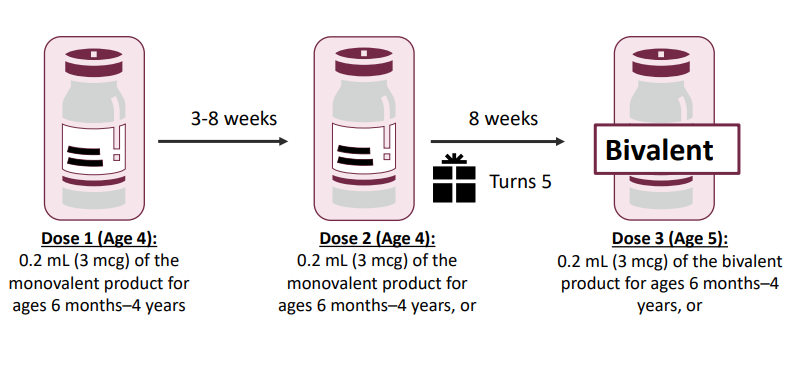 3-8 weeks
8 weeks
Turns 5
Bivalent
Dose 1 (Age 4):
0.2 mL (3 mcg) of the
monovalent product for
ages 6 months–4 years
Dose 2 (Age 4):
0.2 mL (3 mcg) of the
monovalent product for
ages 6 months–4 years, or
Dose 3 (Age 5):
0.2 mL (3 mcg) of the bivalent
product for ages 6 months–4
years, or